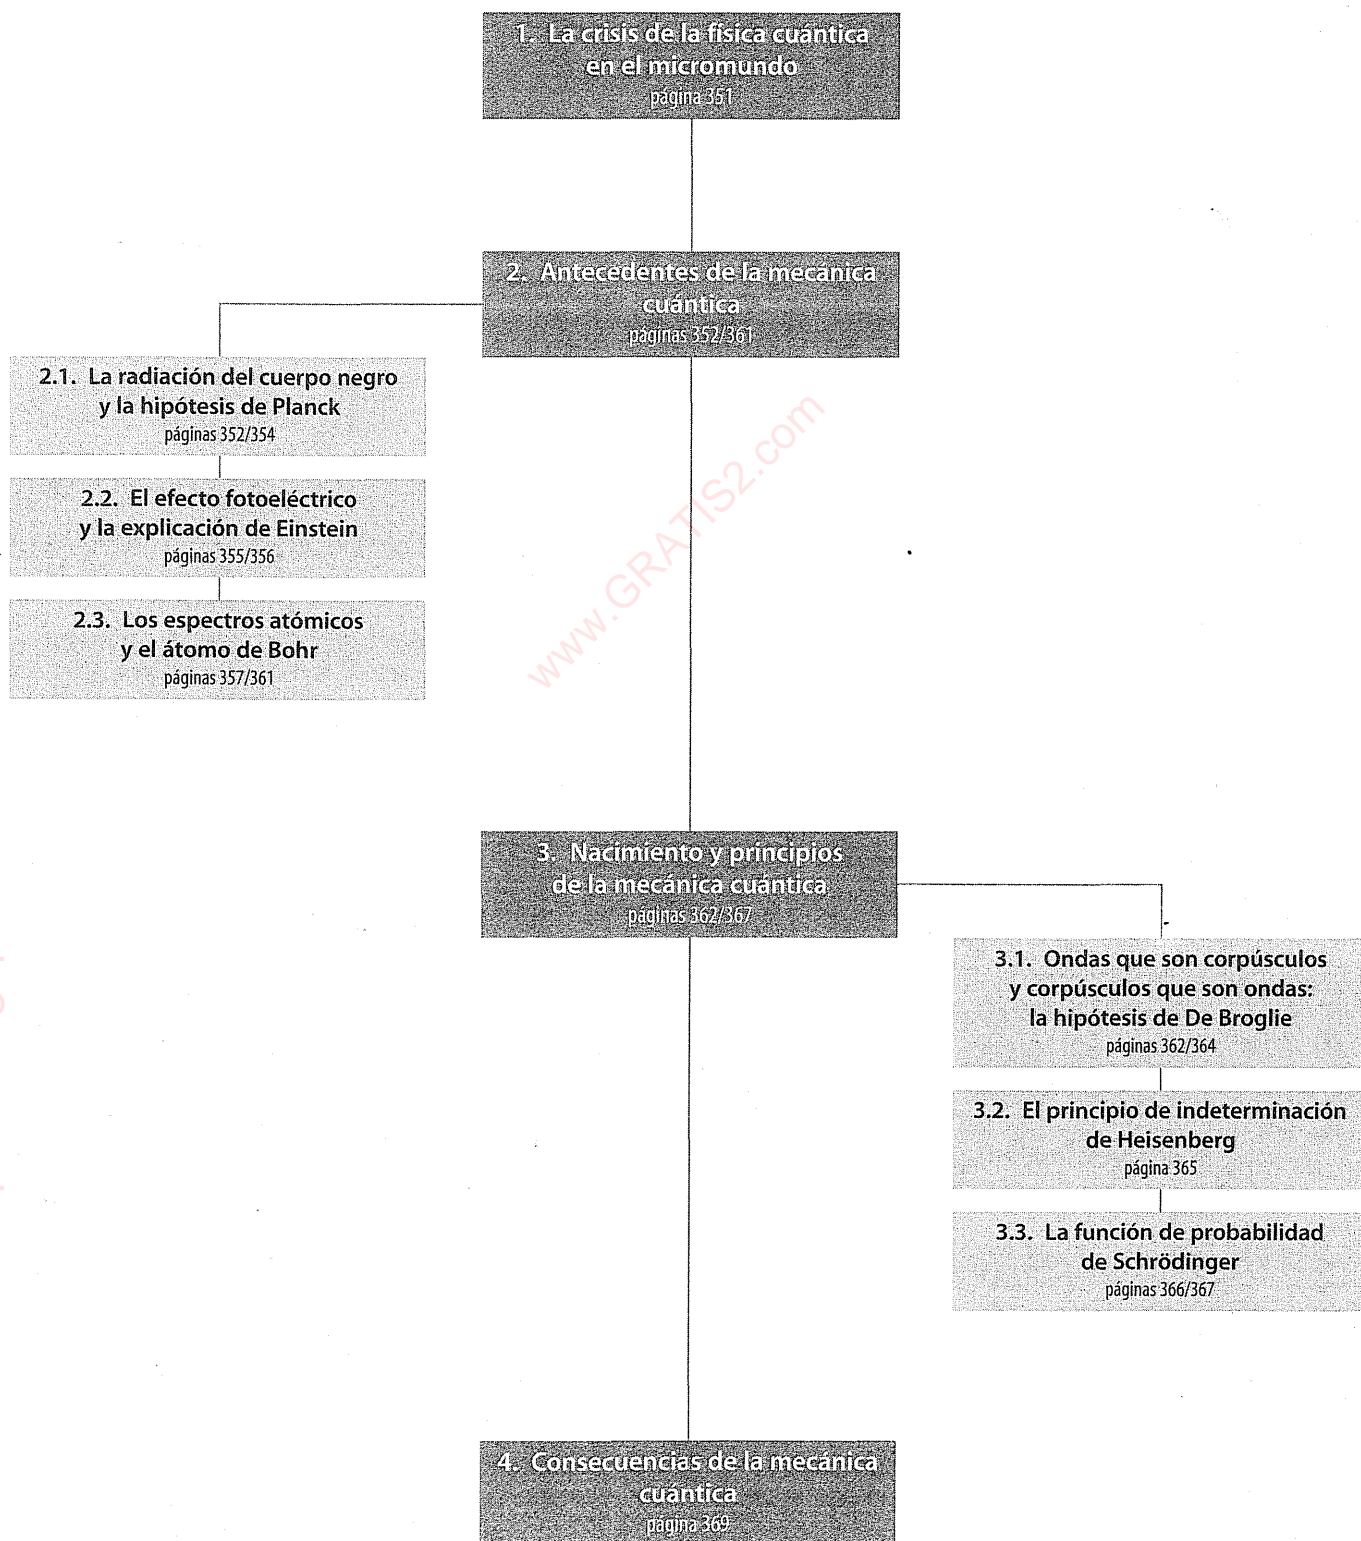 1. La crisis de la física cuántica
en el micromundo
página 351
2. Antecedentes de la mecánica
cuántica
páginas 352/361
2.1. La radiación del cuerpo negro
y la hipótesis de Planck
páginas 352/354
2.2. El efecto fotoeléctrico
y la explicación de Einstein
páginas 355/356
2.3. Los espectros atómicos
y el átomo de Bohr
páginas 357/361
www.GRATIS2.com
3. Nacimiento y principios
de la mecánica cuántica
páginas 362/367
3.1. Ondas que son corpúsculos
y corpúsculos que son ondas:
la hipótesis de De Broglie
páginas 362/364
3.2. El principio de indeterminación
de Heisenberg
página 365
3.3. La función de probabilidad
de Schrödinger
páginas 366/367
4. Consecuencias de la mecánica
cuántica
página 369